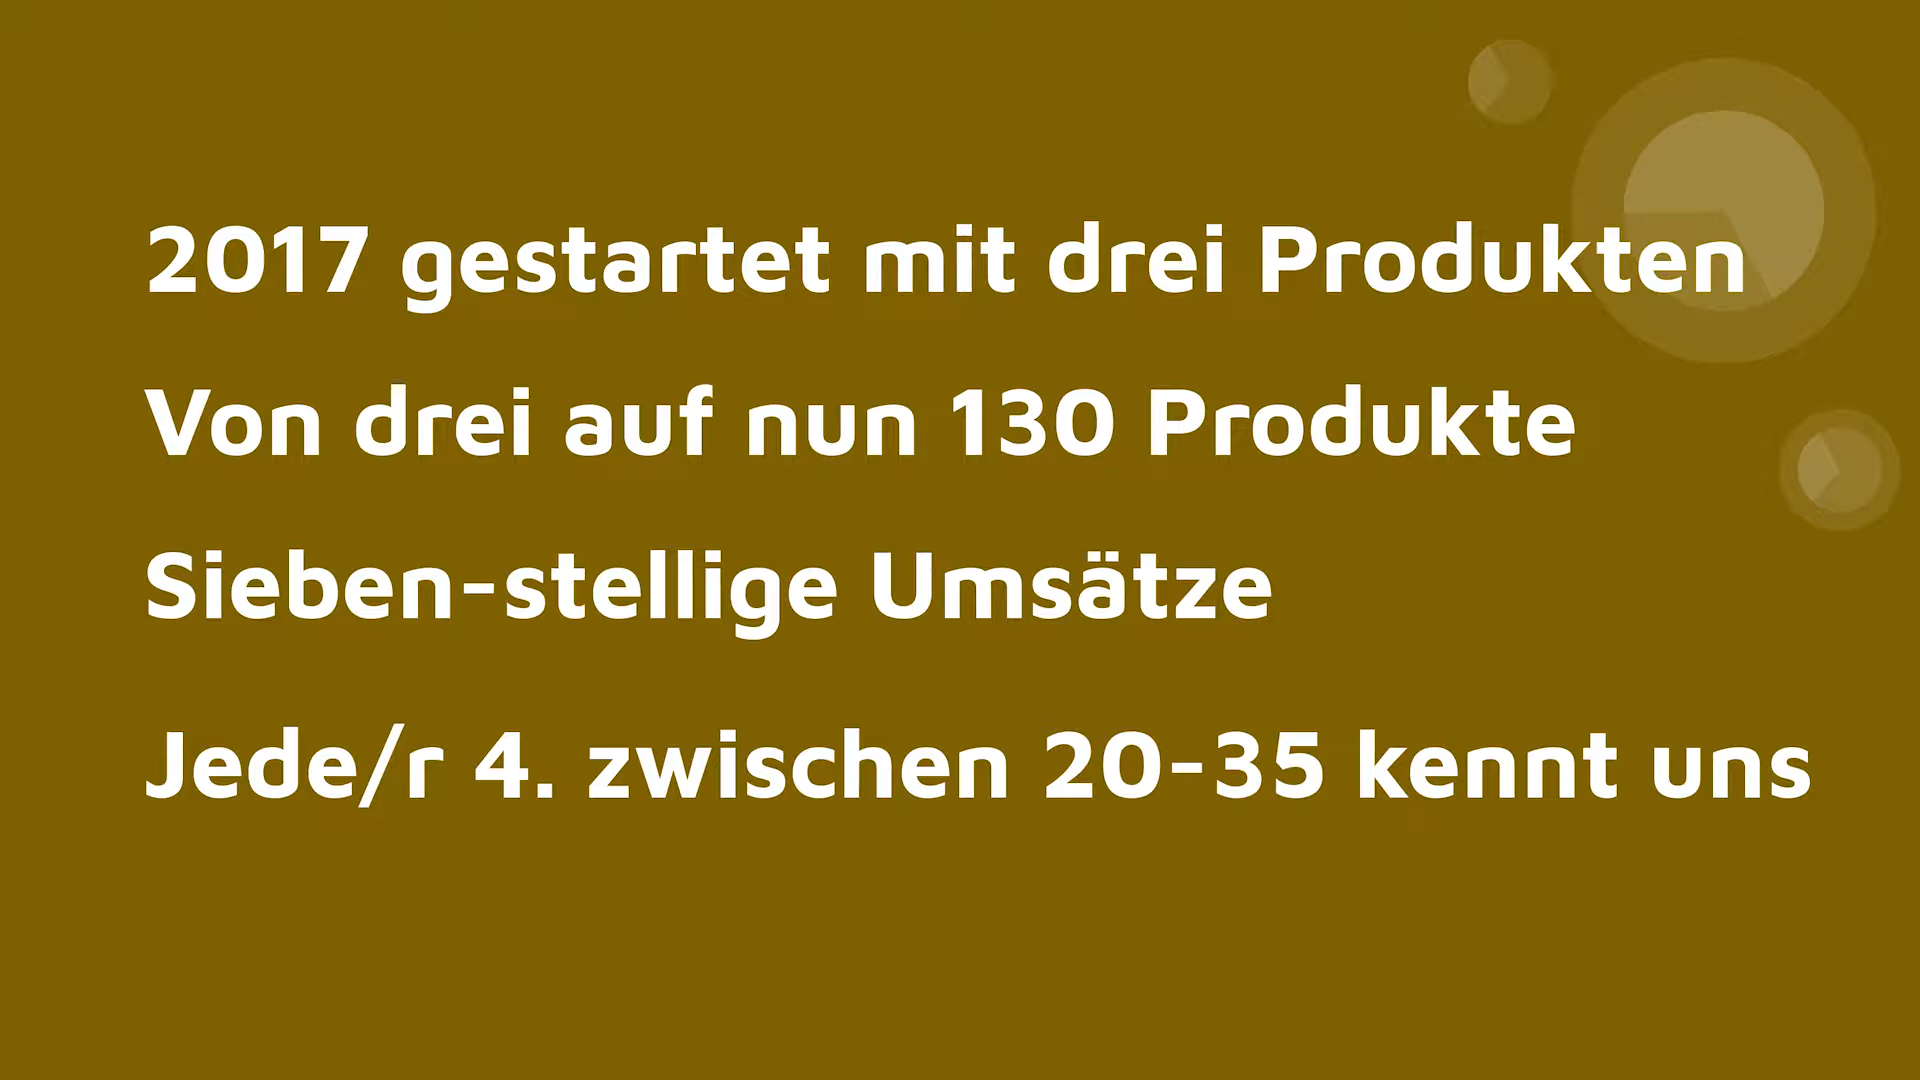 2017 gestartet mit drei Produkten
Von drei auf nun 130 Produkte
Sieben-stellige Umsätze
Jede/r 4. zwischen 20-35 kennt uns